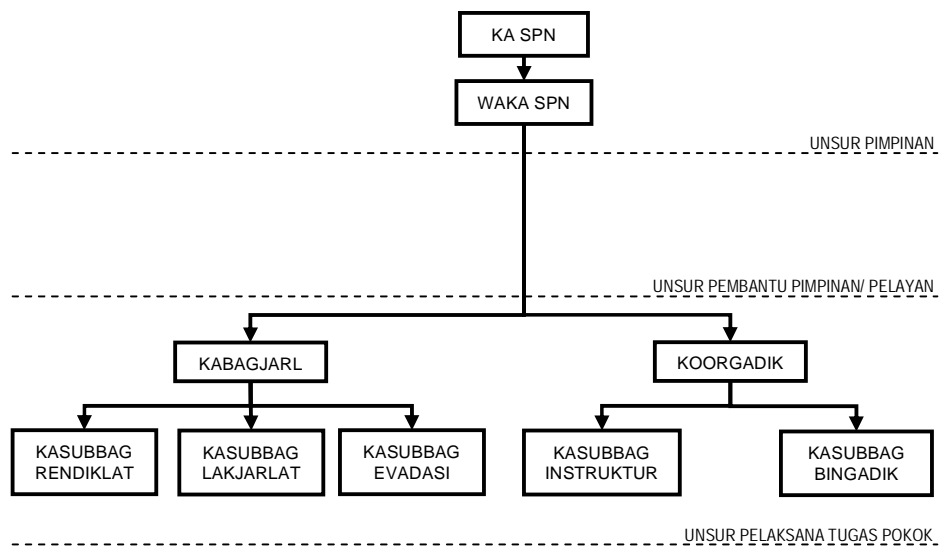 KA SPN
WAKA SPN
UNSUR PIMPINAN
UNSUR PEMBANTU PIMPINAN/ PELAYAN
KABAGJARL
KOORGADIK
KASUBBAG
RENDIKLAT
KASUBBAG
LAKJARLAT
KASUBBAG
EVADASI
KASUBBAG
INSTRUKTUR
KASUBBAG
BINGADIK
UNSUR PELAKSANA TUGAS POKOK